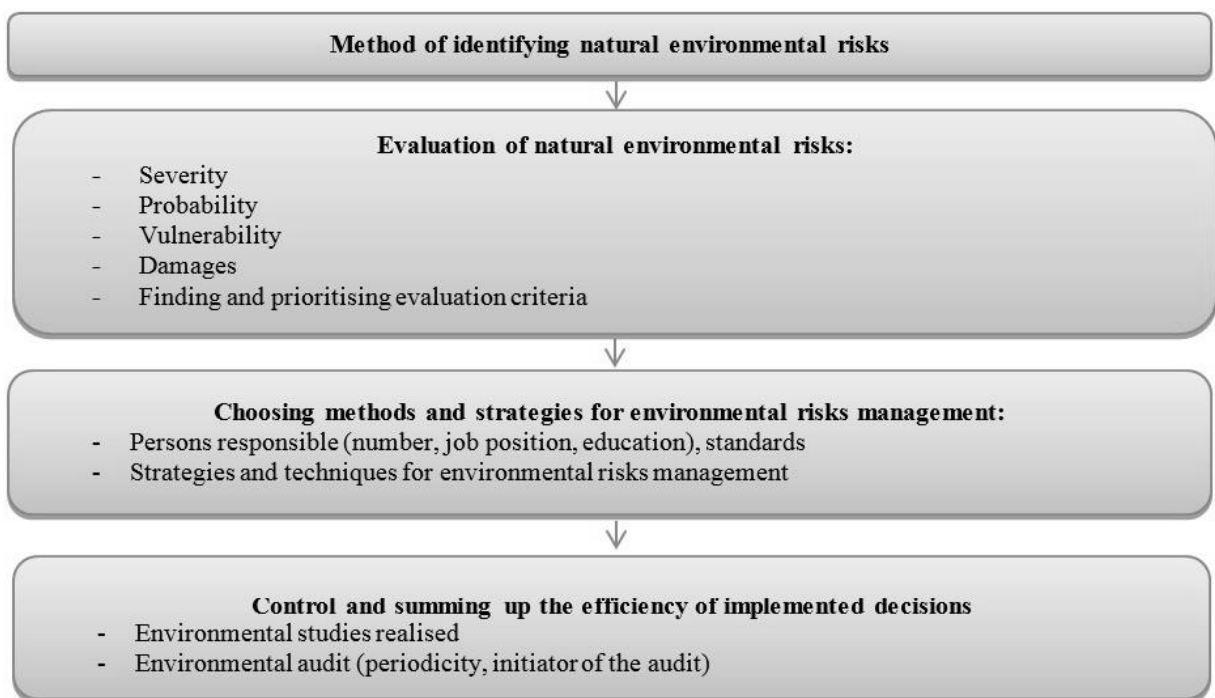 Method of identifying natural environmental risks
Evaluation of natural environmental risks:
- Severity
- Probability
- Vulnerability
- Damages
- Finding and prioritising evaluation criteria
Choosing methods and strategies for environmental risks management:
- Persons responsible (number, job position, education), standards
- Strategies and techniques for environmental risks management
Control and summing up the efficiency of implemented decisions
- Environmental studies realised
- Environmental audit (periodicity, initiator of the audit)